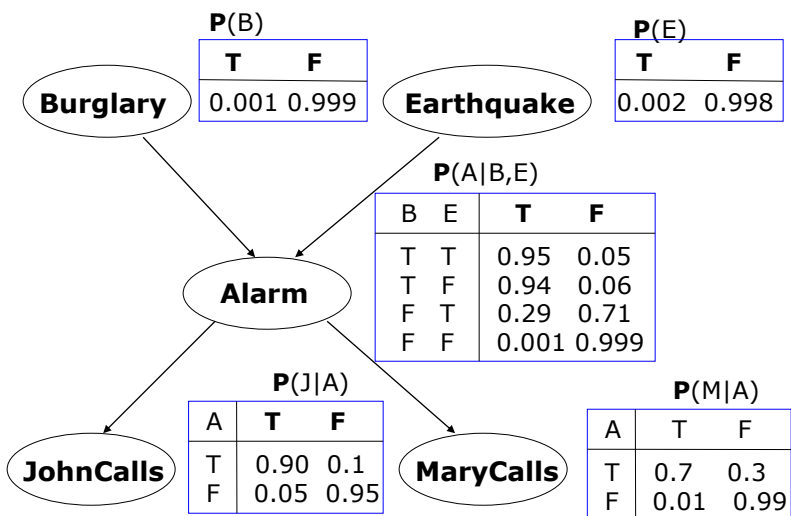 P(B)
T F
0.001 0.999
Burglary
P(E)
T F
0.002 0.998
Earthquake
P(A|B,E)
B E T F
T T 0.95 0.05
T F 0.94 0.06
F T 0.29 0.71
F F 0.001 0.999
Alarm
P(J|A)
A T F
T 0.90 0.1
F 0.05 0.95
JohnCalls
P(M|A)
A T F
T 0.7 0.3
F 0.01 0.99
MaryCalls